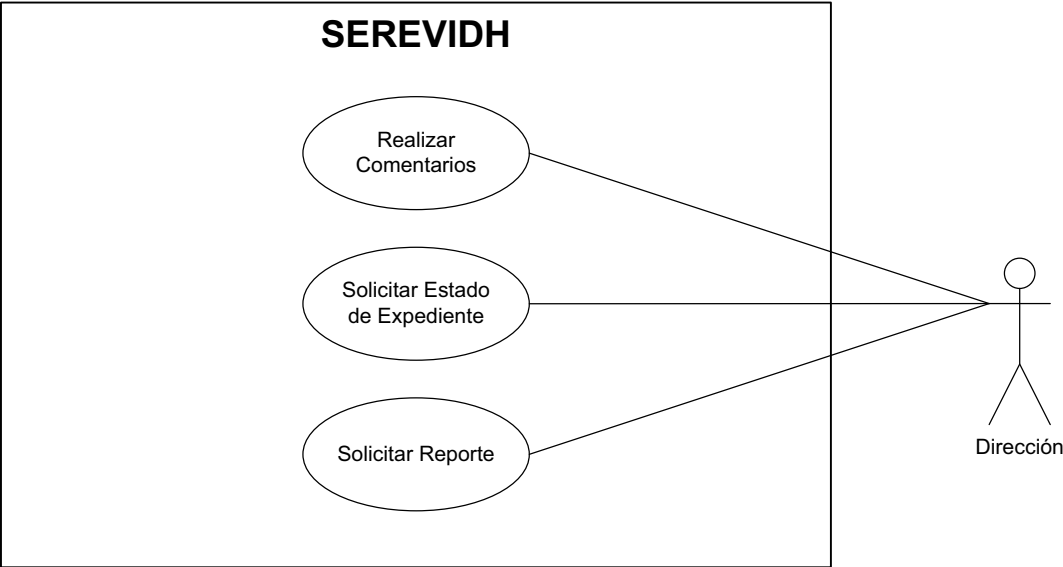 SEREVIDH
Realizar
Comentarios
Solicitar Estado
de Expediente
Solicitar Reporte
Dirección